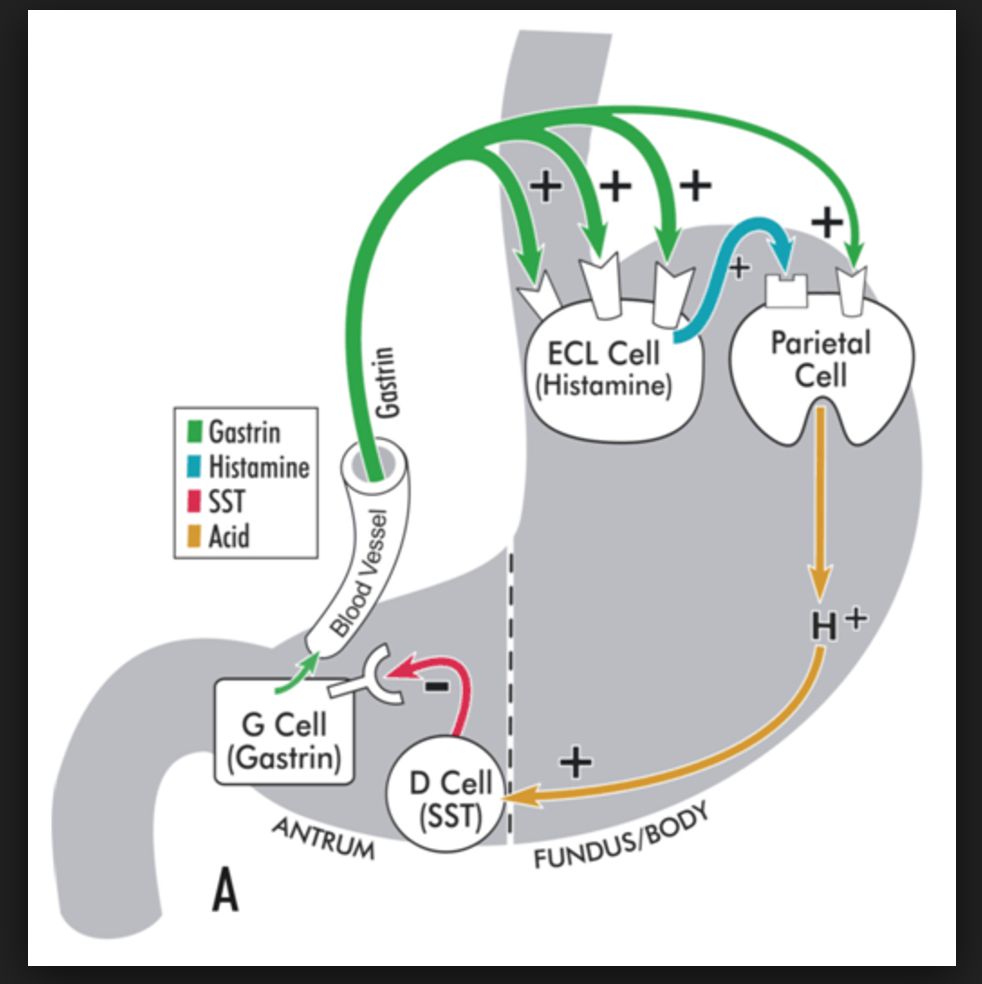 +
+
+
+
+
Gastrin
ECL Cell
(Histamine)
Parietal
Cell
Gastrin
Histamine
SST
Acid
Blood Vessel
H+
-
G Cell
(Gastrin)
+
D Cell
(SST)
ANTRUM
FUNDUS/BODY
A